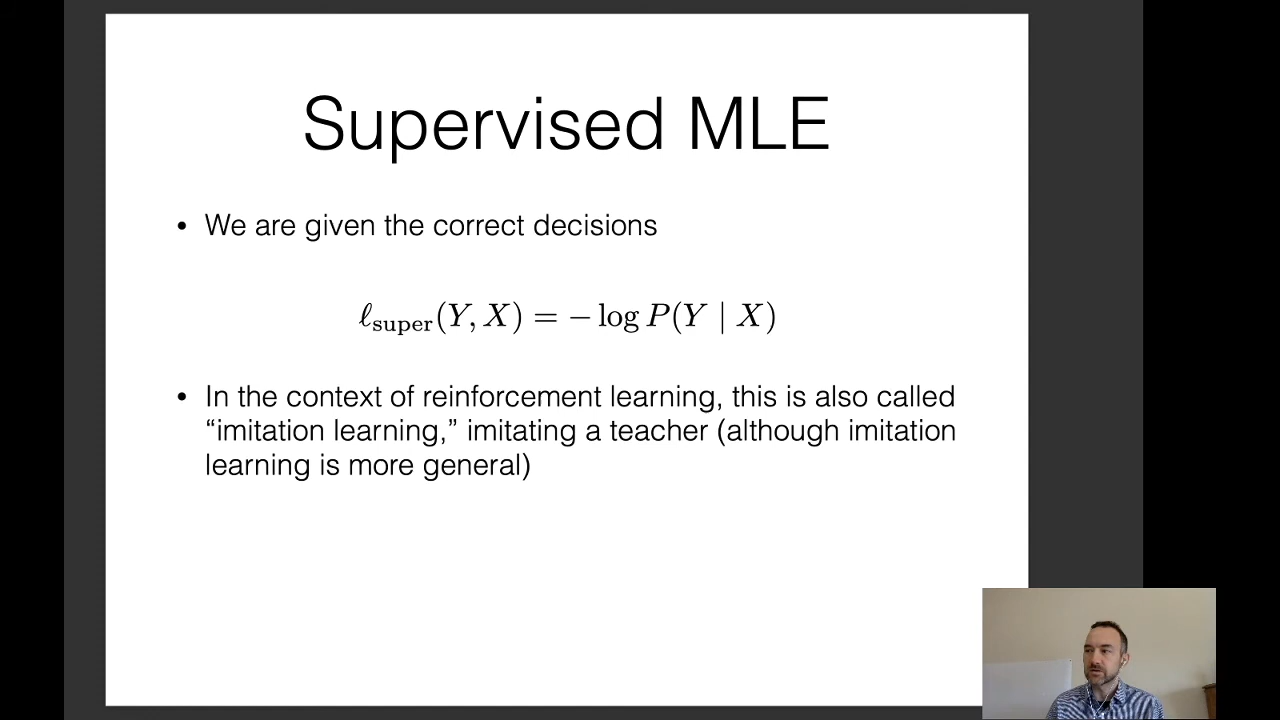 Supervised MLE
• We are given the correct decisions
ℓ_super(Y, X) = − log P(Y | X)
• In the context of reinforcement learning, this is also called
“imitation learning,” imitating a teacher (although imitation
learning is more general)